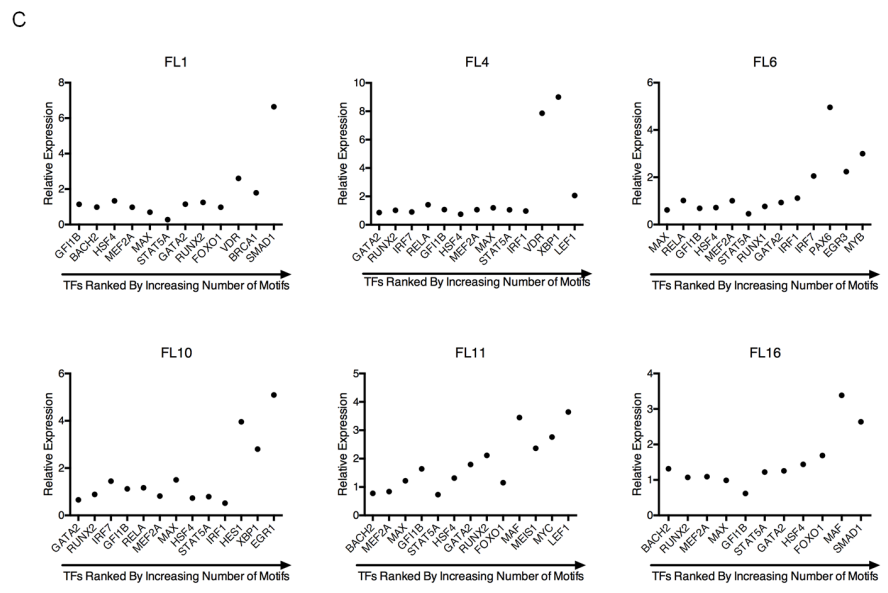 C
FL1
Relative Expression
8
6
4
2
0
GFI1B BACH2 HSF4 MEF2A MAX STAT5A GATA2 RUNX2 FOXO1 VDR BRCA1 SMAD1
TFs Ranked By Increasing Number of Motifs
FL4
Relative Expression
10
8
6
4
2
0
GATA2 RUNX2 IRF7 RELA GFI1B HSF4 MEF2A MAX STAT5A IRF1 VDR XBP1 LEF1
TFs Ranked By Increasing Number of Motifs
FL6
Relative Expression
6
4
2
0
MAX RELA GFI1B HSF4 MEF2A STAT5A RUNX1 GATA2 IRF1 IRF7 PAX6 EGR3 MYB
TFs Ranked By Increasing Number of Motifs
FL10
Relative Expression
6
4
2
0
GATA2 RUNX2 IRF7 GFI1B RELA MEF2A MAX HSF4 STAT5A IRF1 HES1 XBP1 EGR1
TFs Ranked By Increasing Number of Motifs
FL11
Relative Expression
5
4
3
2
1
0
BACH2 MEF2A MAX GFI1B STAT5A HSF4 GATA2 RUNX2 FOXO1 MAF MEIS1 MYC LEF1
TFs Ranked By Increasing Number of Motifs
FL16
Relative Expression
4
3
2
1
0
BACH2 RUNX2 MEF2A MAX GFI1B STAT5A GATA2 HSF4 FOXO1 MAF SMAD1
TFs Ranked By Increasing Number of Motifs